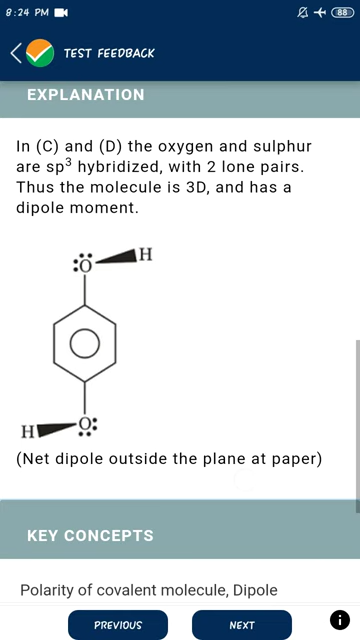 8:24 PM
88
TEST FEEDBACK
EXPLANATION
In (C) and (D) the oxygen and sulphur
are sp³ hybridized, with 2 lone pairs.
Thus the molecule is 3D, and has a
dipole moment.
:Ö H
H Ö:
(Net dipole outside the plane at paper)
KEY CONCEPTS
Polarity of covalent molecule, Dipole
PREVIOUS
NEXT
i